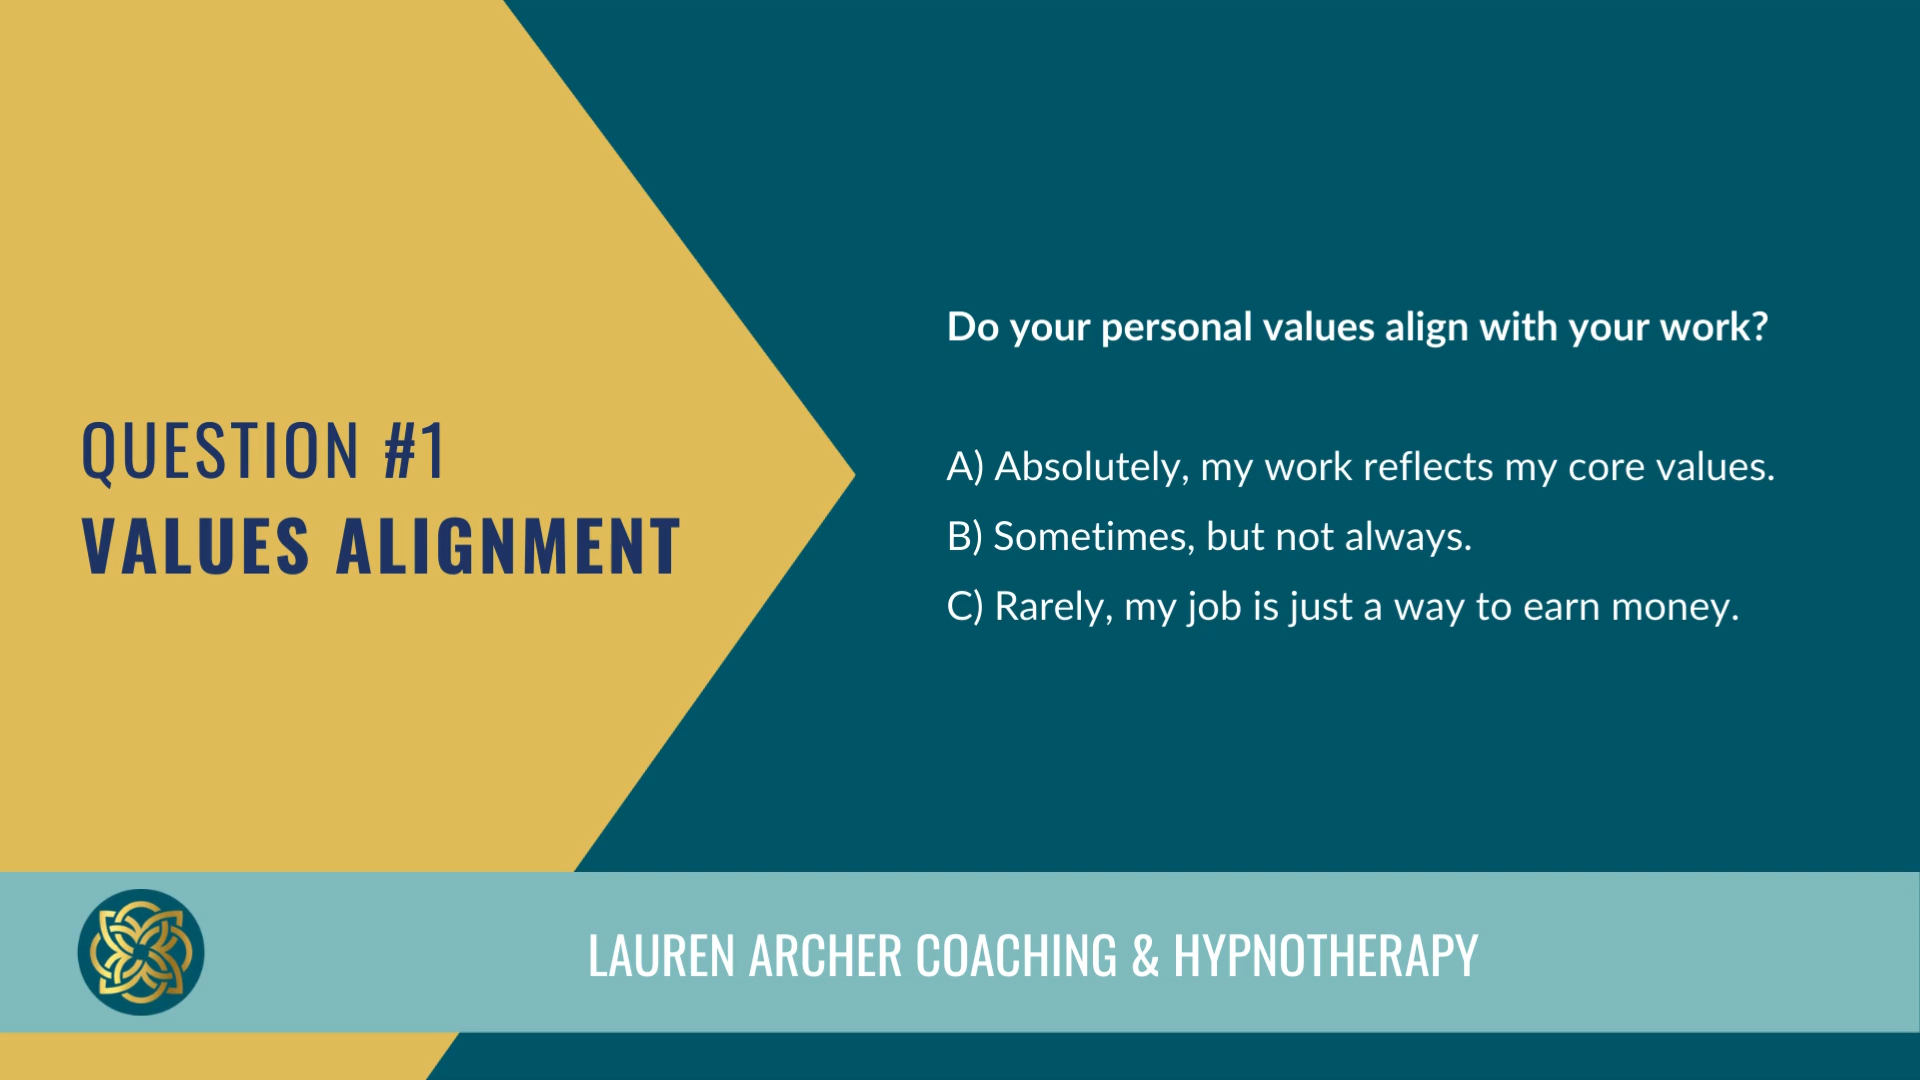 QUESTION #1
VALUES ALIGNMENT
Do your personal values align with your work?
A) Absolutely, my work reflects my core values.
B) Sometimes, but not always.
C) Rarely, my job is just a way to earn money.
LAUREN ARCHER COACHING & HYPNOTHERAPY